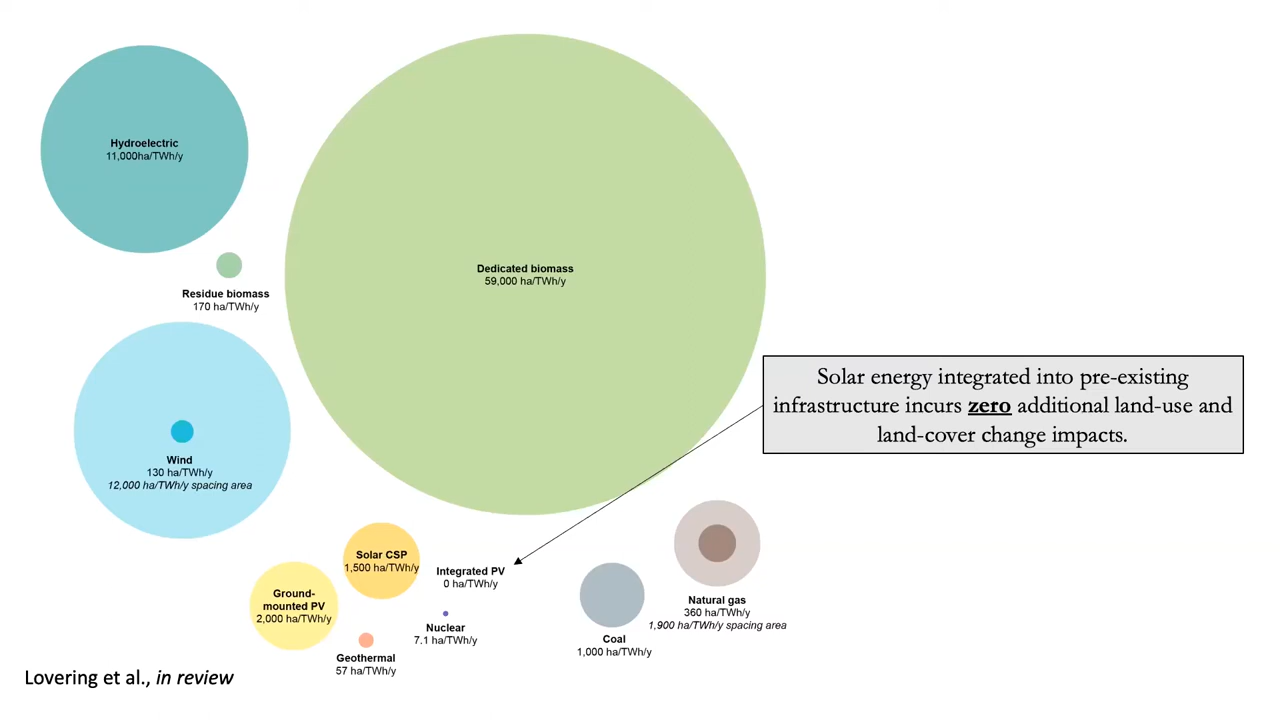 Hydroelectric
11,000ha/TWh/y
Residue biomass
170 ha/TWh/y
Dedicated biomass
59,000 ha/TWh/y
Wind
130 ha/TWh/y
12,000 ha/TWh/y spacing area
Solar energy integrated into pre-existing
infrastructure incurs zero additional land-use and
land-cover change impacts.
Solar CSP
1,500 ha/TWh/y
Ground-
mounted PV
2,000 ha/TWh/y
Integrated PV
0 ha/TWh/y
Nuclear
7.1 ha/TWh/y
Geothermal
57 ha/TWh/y
Coal
1,000 ha/TWh/y
Natural gas
360 ha/TWh/y
1,900 ha/TWh/y spacing area
Lovering et al., in review